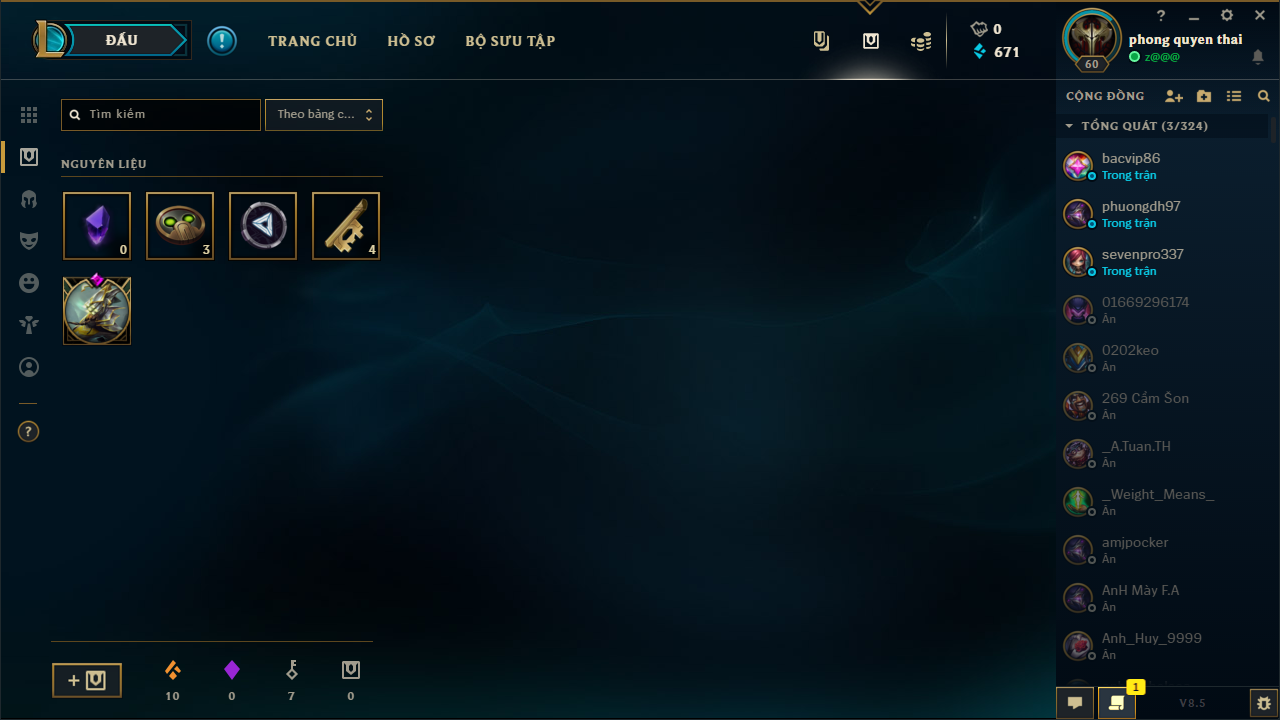 ĐẤU
!
TRANG CHỦ
HỒ SƠ
BỘ SƯU TẬP
0
671
?
60
phong quyen thai
z@@@
Tìm kiếm
Theo bảng c...
NGUYÊN LIỆU
0
3
4
?
10
0
7
0
CỘNG ĐỒNG
TỔNG QUÁT (3/324)
bacvip86
Trong trận
phuongdh97
Trong trận
sevenpro337
Trong trận
01669296174
Ẩn
0202keo
Ẩn
269 Cẩm Sơn
Ẩn
_A.Tuan.TH
Ẩn
_Weight_Means_
Ẩn
amjpocker
Ẩn
AnH Mày F.A
Ẩn
Anh_Huy_9999
Ẩn
1
V8.5